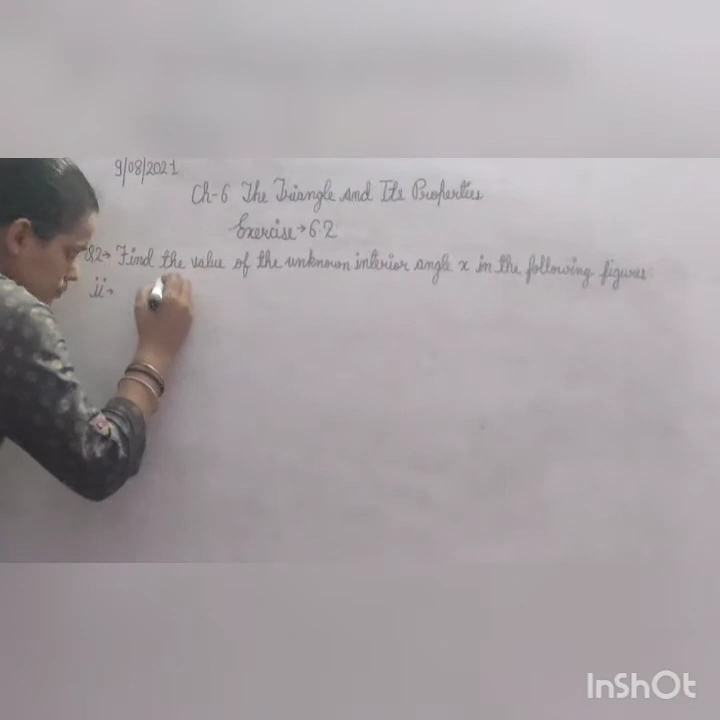 9/08/2021
Ch-6 The Triangle and Its Properties
Exercise→6.2
Q2→ Find the value of the unknown interior angle x in the following figures
ii→
InShOt